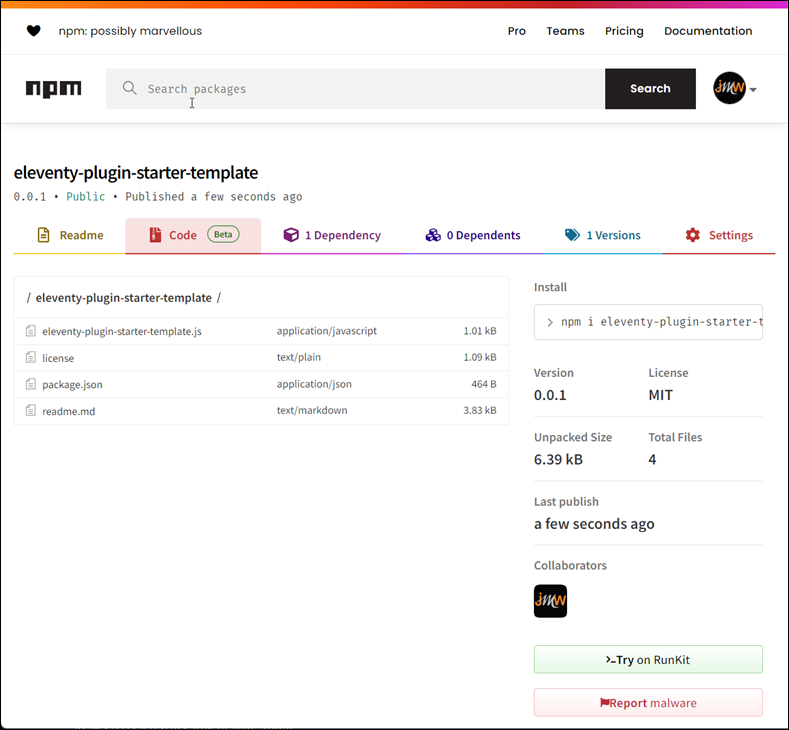 npm: possibly marvellous
Pro Teams Pricing Documentation
npm
Search packages
Search
JMW
eleventy-plugin-starter-template
0.0.1 • Public • Published a few seconds ago
Readme
Code Beta
1 Dependency
0 Dependents
1 Versions
Settings
/ eleventy-plugin-starter-template /
eleventy-plugin-starter-template.js application/javascript 1.01 kB
license text/plain 1.09 kB
package.json application/json 464 B
readme.md text/markdown 3.83 kB
Install
> npm i eleventy-plugin-starter-t
Version License
0.0.1 MIT
Unpacked Size Total Files
6.39 kB 4
Last publish
a few seconds ago
Collaborators
JMW
>_Try on RunKit
Report malware